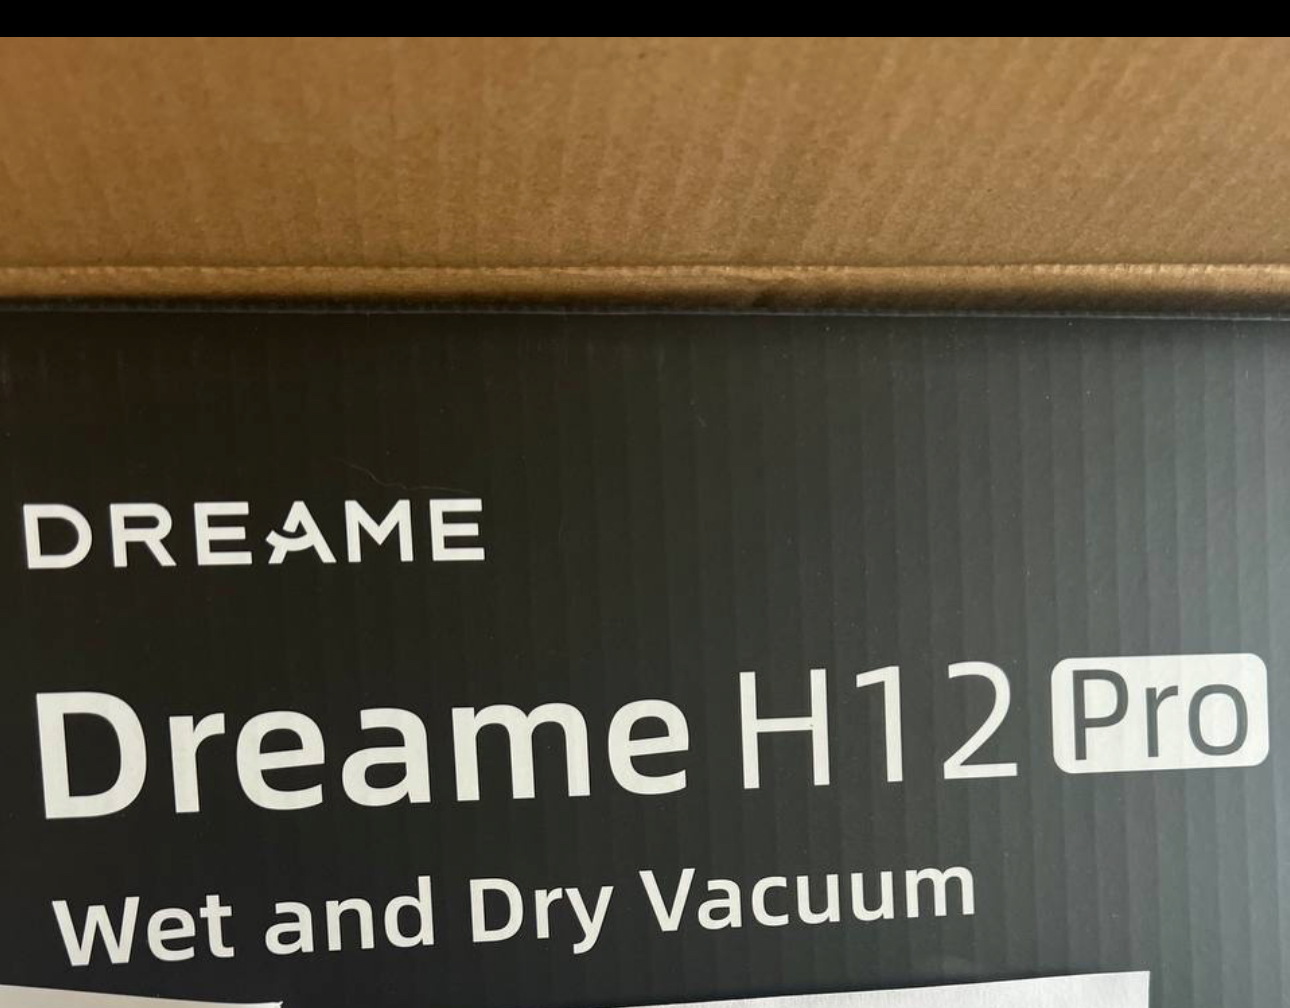 DREAME
Dreame H12 Pro
Wet and Dry Vacuum